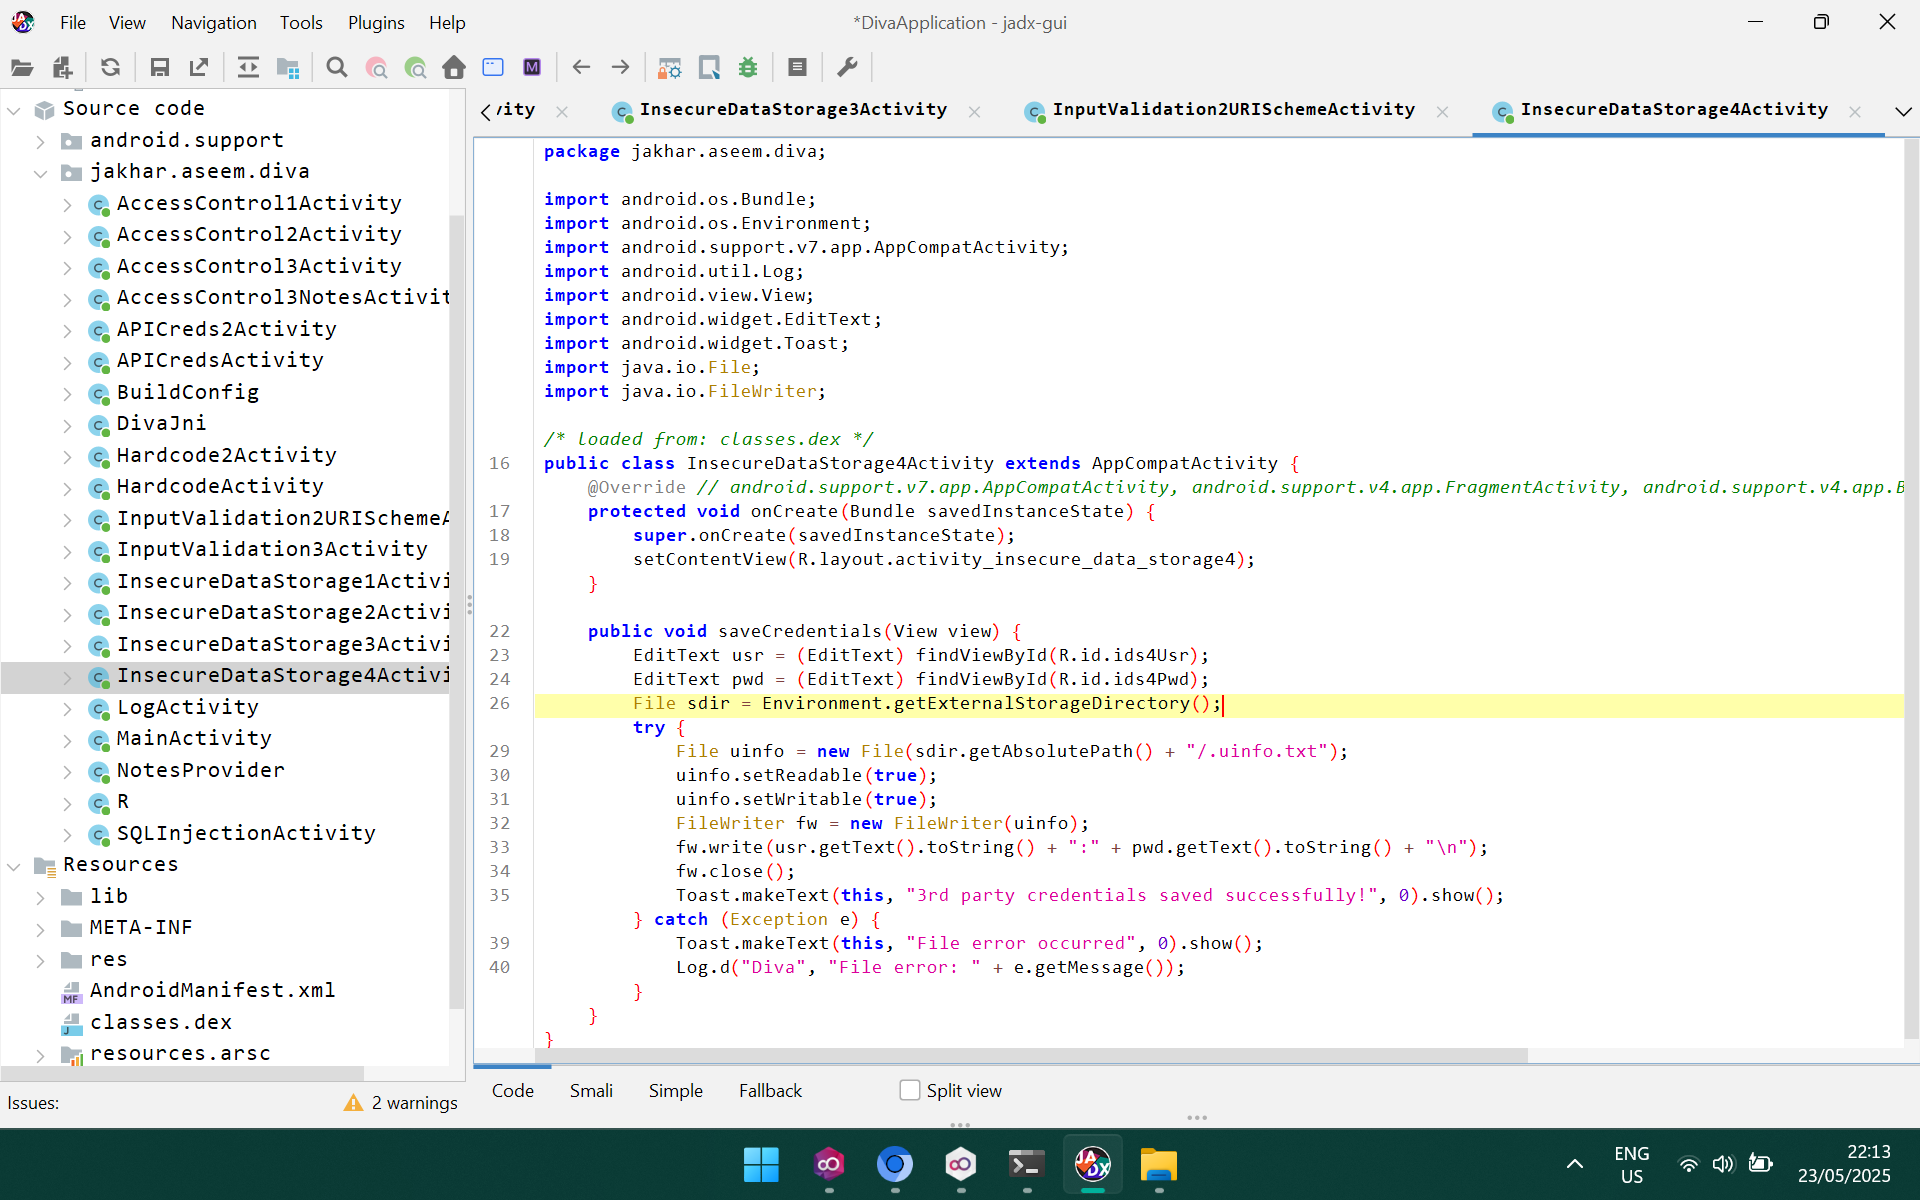 File View Navigation Tools Plugins Help
*DivaApplication - jadx-gui
Source code
android.support
jakhar.aseem.diva
AccessControl1Activity
AccessControl2Activity
AccessControl3Activity
AccessControl3NotesActivit
APICreds2Activity
APICredsActivity
BuildConfig
DivaJni
Hardcode2Activity
HardcodeActivity
InputValidation2URISchemeA
InputValidation3Activity
InsecureDataStorage1Activi
InsecureDataStorage2Activi
InsecureDataStorage3Activi
InsecureDataStorage4Activi
LogActivity
MainActivity
NotesProvider
R
SQLInjectionActivity
Resources
lib
META-INF
res
AndroidManifest.xml
classes.dex
resources.arsc
Issues: 2 warnings
ivity InsecureDataStorage3Activity InputValidation2URISchemeActivity InsecureDataStorage4Activity
package jakhar.aseem.diva;
import android.os.Bundle;
import android.os.Environment;
import android.support.v7.app.AppCompatActivity;
import android.util.Log;
import android.view.View;
import android.widget.EditText;
import android.widget.Toast;
import java.io.File;
import java.io.FileWriter;
/* loaded from: classes.dex */
16 public class InsecureDataStorage4Activity extends AppCompatActivity {
@Override // android.support.v7.app.AppCompatActivity, android.support.v4.app.FragmentActivity, android.support.v4.app.B
17 protected void onCreate(Bundle savedInstanceState) {
18 super.onCreate(savedInstanceState);
19 setContentView(R.layout.activity_insecure_data_storage4);
}
22 public void saveCredentials(View view) {
23 EditText usr = (EditText) findViewById(R.id.ids4Usr);
24 EditText pwd = (EditText) findViewById(R.id.ids4Pwd);
26 File sdir = Environment.getExternalStorageDirectory();
try {
29 File uinfo = new File(sdir.getAbsolutePath() + "/.uinfo.txt");
30 uinfo.setReadable(true);
31 uinfo.setWritable(true);
32 FileWriter fw = new FileWriter(uinfo);
33 fw.write(usr.getText().toString() + ":" + pwd.getText().toString() + "\n");
34 fw.close();
35 Toast.makeText(this, "3rd party credentials saved successfully!", 0).show();
} catch (Exception e) {
39 Toast.makeText(this, "File error occurred", 0).show();
40 Log.d("Diva", "File error: " + e.getMessage());
}
}
}
Code Smali Simple Fallback Split view
ENG
US
22:13
23/05/2025